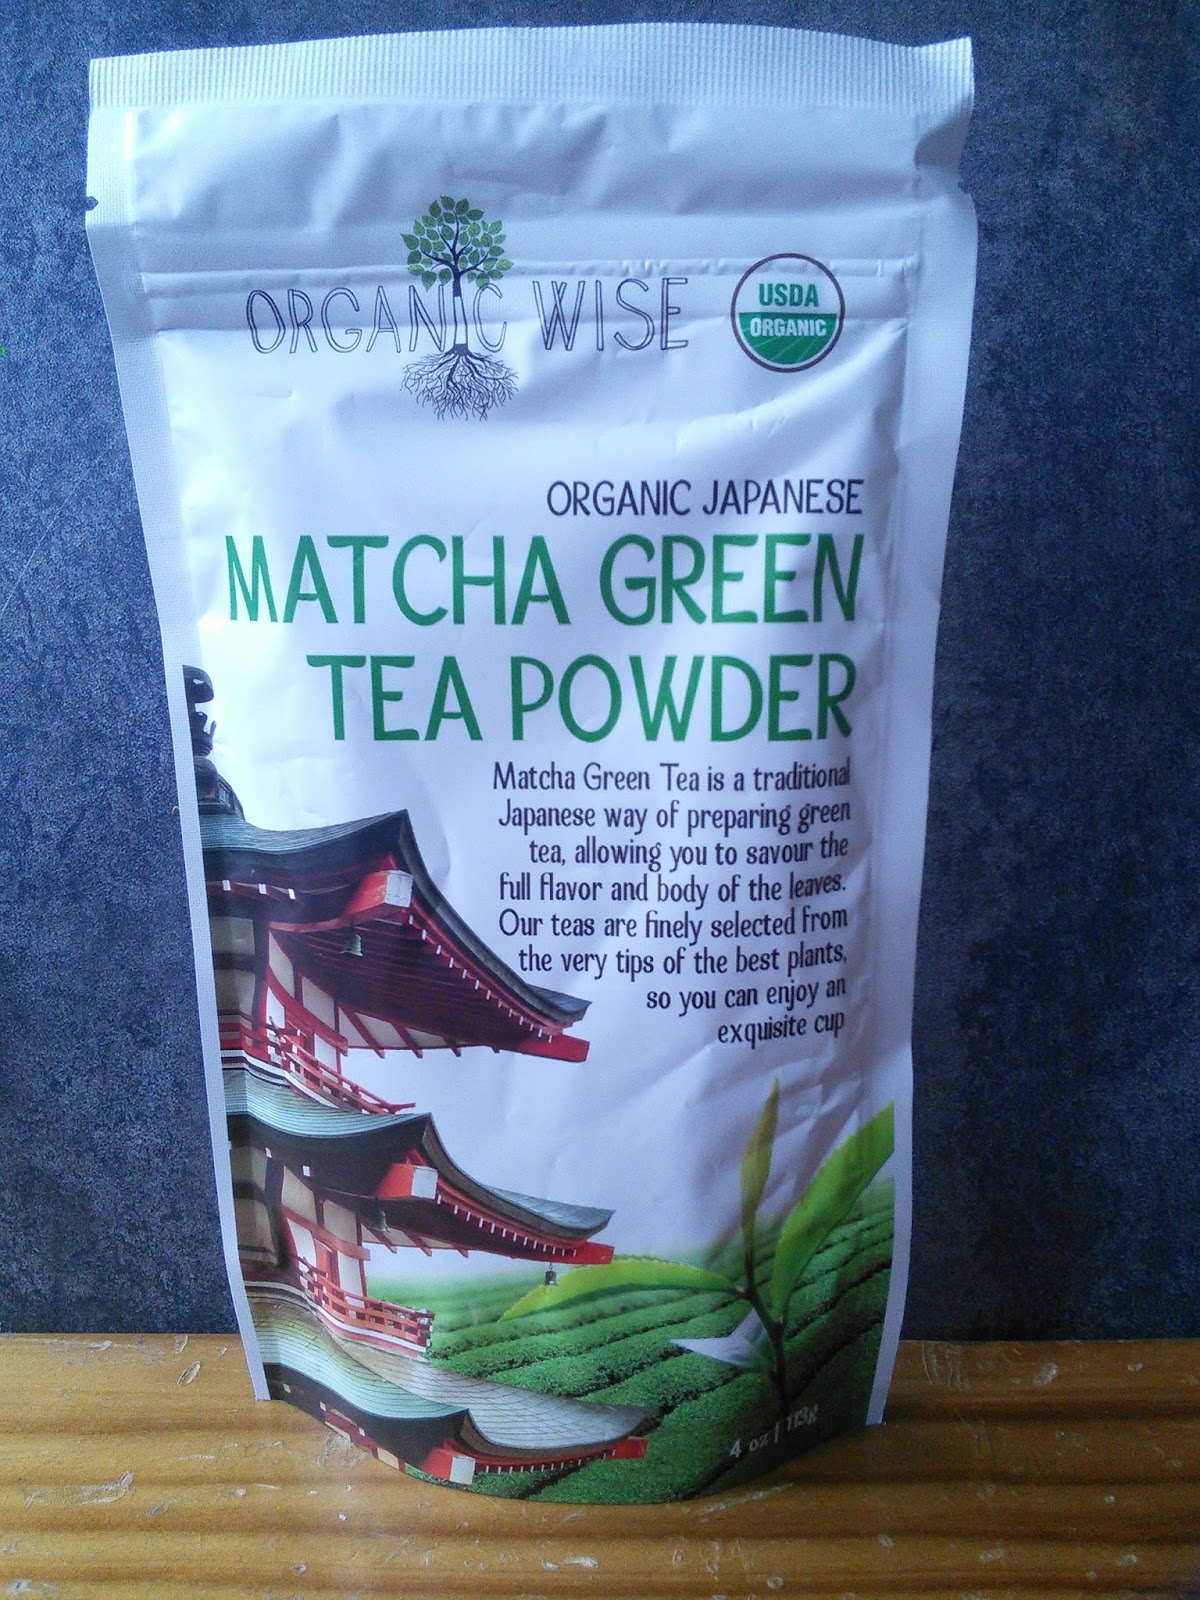 ORGANIC WISE
USDA
ORGANIC
ORGANIC JAPANESE
MATCHA GREEN
TEA POWDER
Matcha Green Tea is a traditional
Japanese way of preparing green
tea, allowing you to savour the
full flavor and body of the leaves.
Our teas are finely selected from
the very tips of the best plants,
so you can enjoy an
exquisite cup
4 oz | 113g